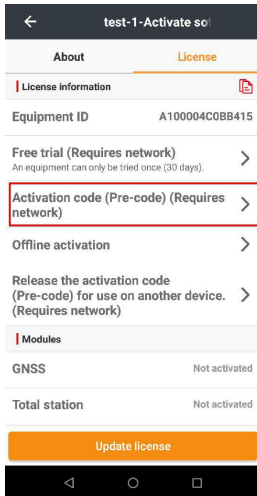 test-1-Activate so
About License
License information
Equipment ID A100004C0BB415
Free trial (Requires network)
An equipment can only be tried once (30 days).
Activation code (Pre-code) (Requires
network)
Offline activation
Release the activation code
(Pre-code) for use on another device.
(Requires network)
Modules
GNSS Not activated
Total station Not activated
Update license